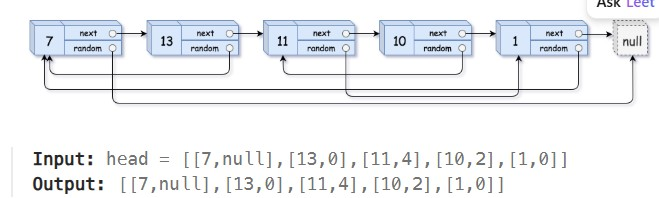 Ask Leet
7 next random 13 next random 11 next random 10 next random 1 next random null
Input: head = [[7,null],[13,0],[11,4],[10,2],[1,0]]
Output: [[7,null],[13,0],[11,4],[10,2],[1,0]]